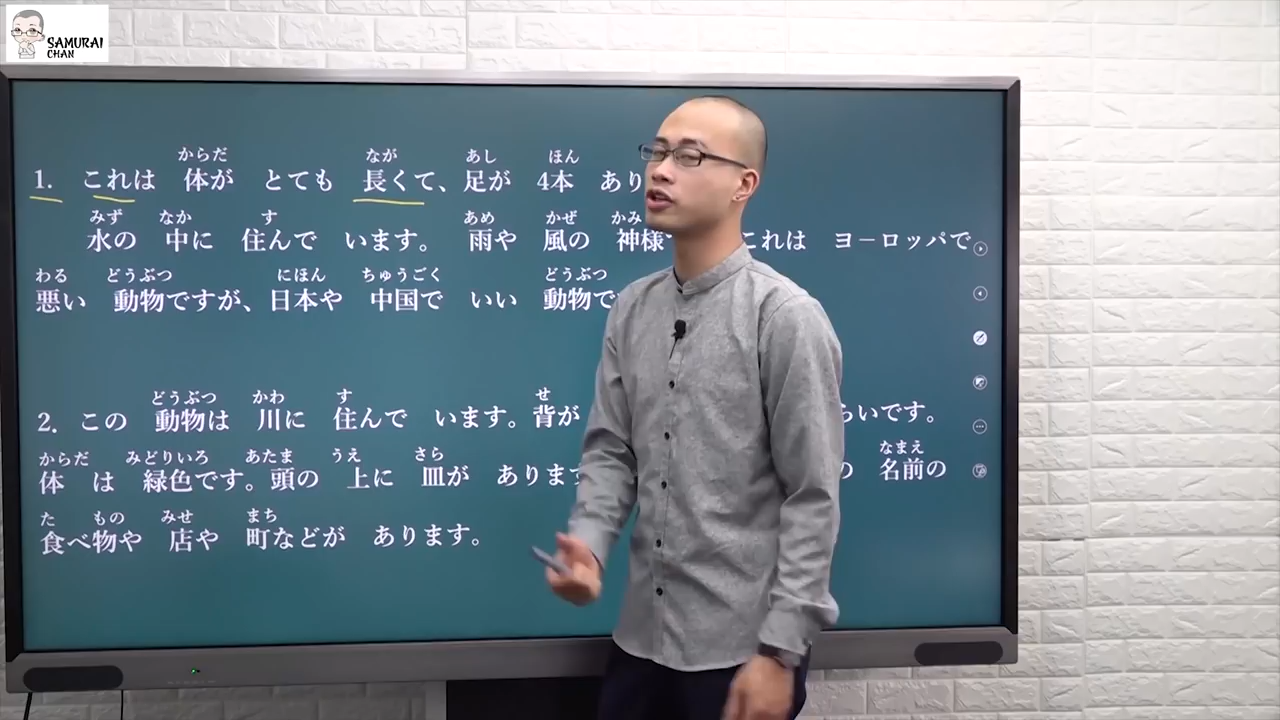 SAMURAI
CHAN
からだ なが あし ほん
1. これは 体が とても 長くて、足が 4本 あり
みず なか す あめ かぜ かみ
水の 中に 住んで います。 雨や 風の 神様 これは ヨーロッパで
わる どうぶつ にほん ちゅうごく どうぶつ
悪い 動物ですが、日本や 中国で いい 動物で
どうぶつ かわ す せ
2. この 動物は 川に 住んで います。背が らいです。
からだ みどりいろ あたま うえ さら なまえ
体 は 緑色です。頭の 上に 皿が あります の 名前の
た もの みせ まち
食べ物や 店や 町などが あります。